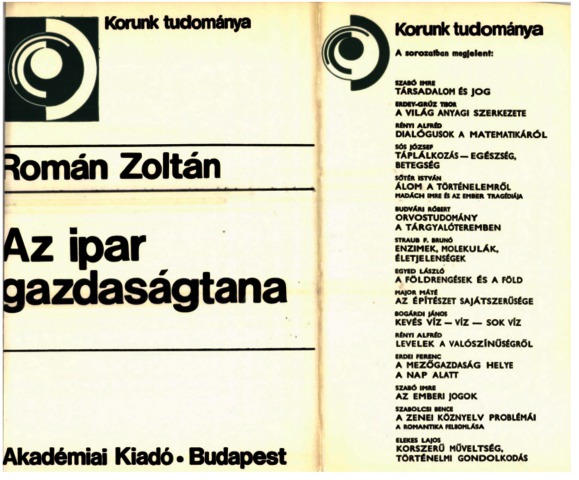 Korunk tudománya
Román Zoltán
Az ipar
gazdaságtana
Akadémiai Kiadó • Budapest
Korunk tudománya
A sorozatban megjelent:
SZABÓ IMRE
TÁRSADALOM ÉS JOG
ERDEY-GRÚZ TIBOR
A VILÁG ANYAGI SZERKEZETE
RÉNYI ALFRÉD
DIALÓGUSOK A MATEMATIKÁRÓL
SÓS JÓZSEF
TÁPLÁLKOZÁS — EGÉSZSÉG,
BETEGSÉG
SŐTÉR ISTVÁN
ÁLOM A TÖRTÉNELEMRŐL
MADÁCH IMRE ÉS AZ EMBER TRAGÉDIÁJA
BUDVÁRI RÓBERT
ORVOSTUDOMÁNY
A TÁRGYALÓTEREMBEN
STRAUB F. BRUNÓ
ENZIMEK, MOLEKULÁK,
ÉLETJELENSÉGEK
EGYED LÁSZLÓ
A FÖLDRENGÉSEK ÉS A FÖLD
MAJOR MÁTÉ
AZ ÉPÍTÉSZET SAJÁTSZERŰSÉGE
BOGÁRDI JÁNOS
KEVÉS VÍZ — VÍZ — SOK VÍZ
RÉNYI ALFRÉD
LEVELEK A VALÓSZÍNŰSÉGRŐL
ERDEI FERENC
A MEZŐGAZDASÁG HELYE
A NAP ALATT
SZABÓ IMRE
AZ EMBERI JOGOK
SZABOLCSI BENCE
A ZENEI KÖZNYELV PROBLÉMÁI
A ROMANTIKA FELBOMLÁSA
ELEKES LAJOS
KORSZERŰ MŰVELTSÉG,
TÖRTÉNELMI GONDOLKODÁS